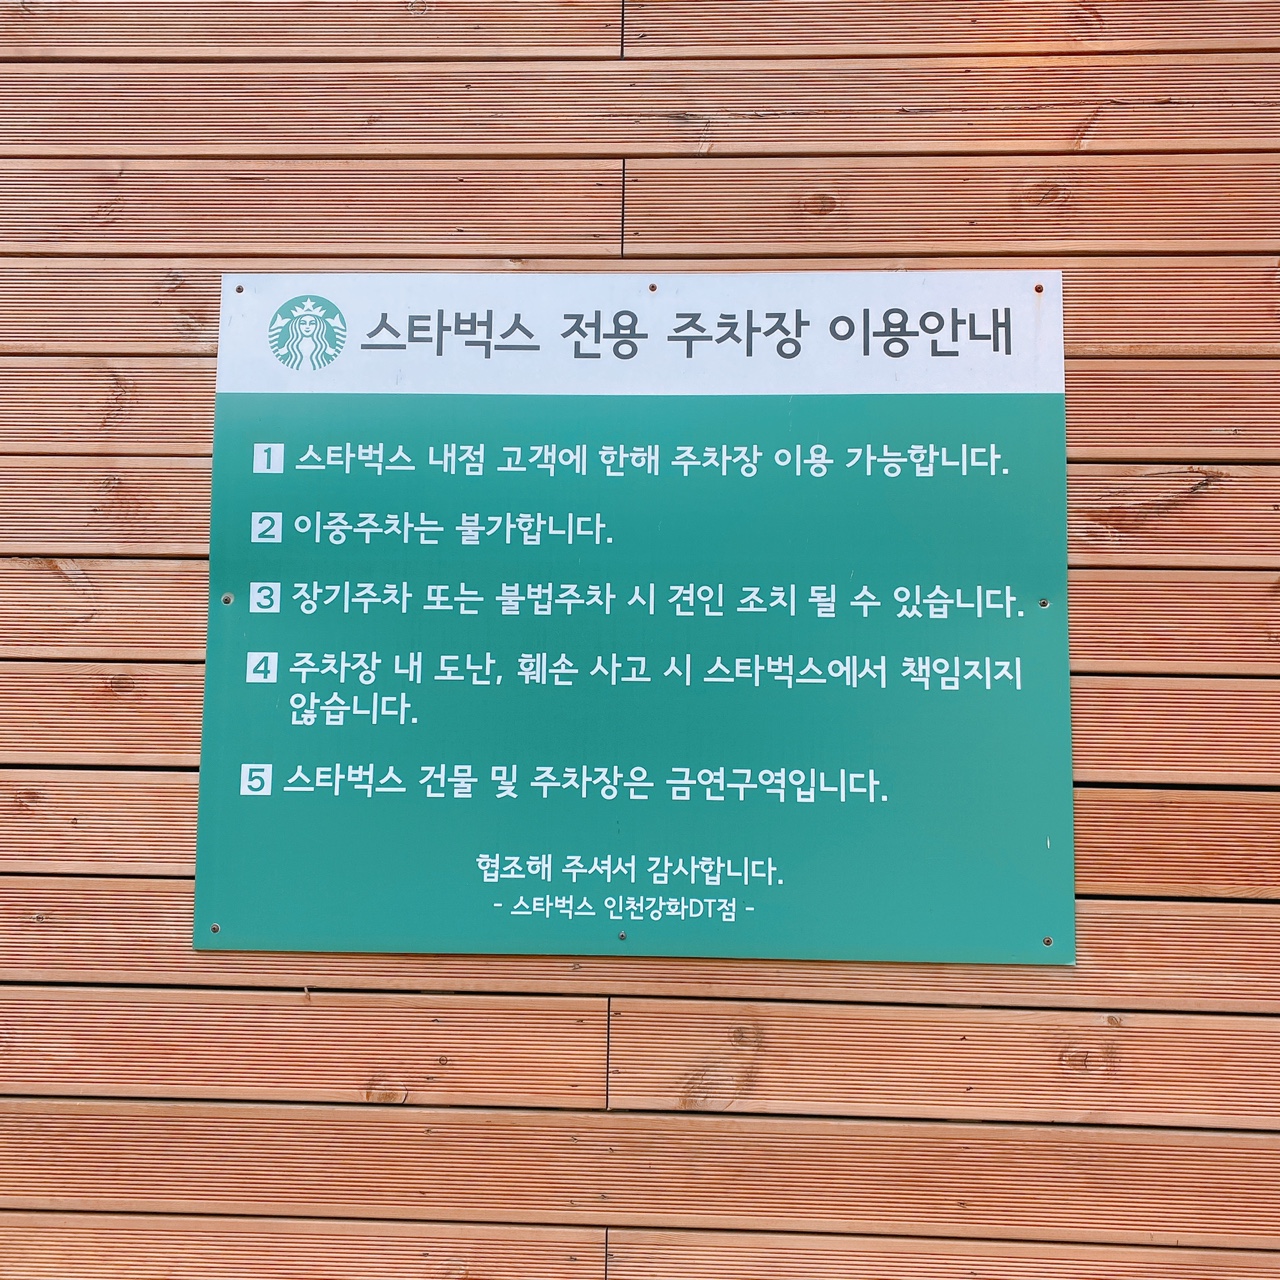 스타벅스 전용 주차장 이용안내
1 스타벅스 내점 고객에 한해 주차장 이용 가능합니다.
2 이중주차는 불가합니다.
3 장기주차 또는 불법주차 시 견인 조치 될 수 있습니다.
4 주차장 내 도난, 훼손 사고 시 스타벅스에서 책임지지
않습니다.
5 스타벅스 건물 및 주차장은 금연구역입니다.
협조해 주셔서 감사합니다.
- 스타벅스 인천강화DT점 -